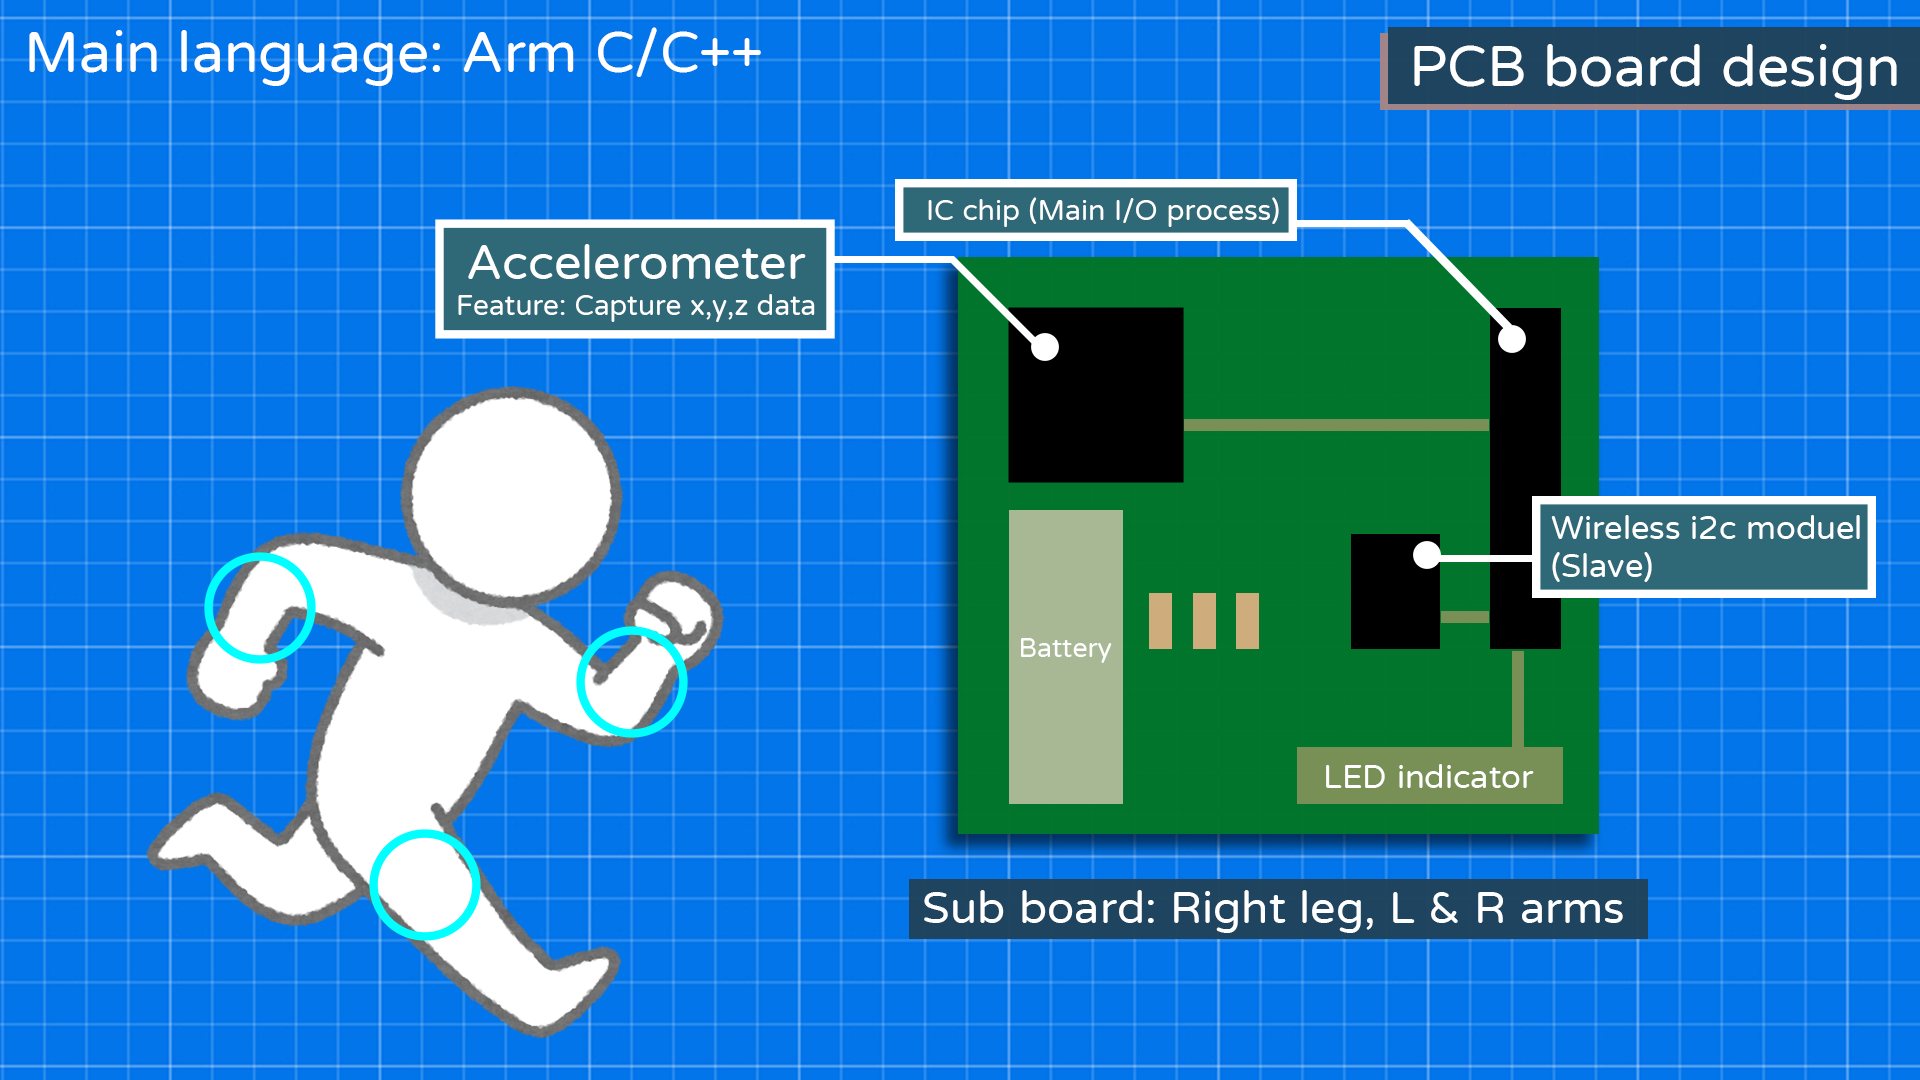 Main language: Arm C/C++
PCB board design
IC chip (Main I/O process)
Accelerometer
Feature: Capture x,y,z data
Wireless i2c moduel
(Slave)
Battery
LED indicator
Sub board: Right leg, L & R arms